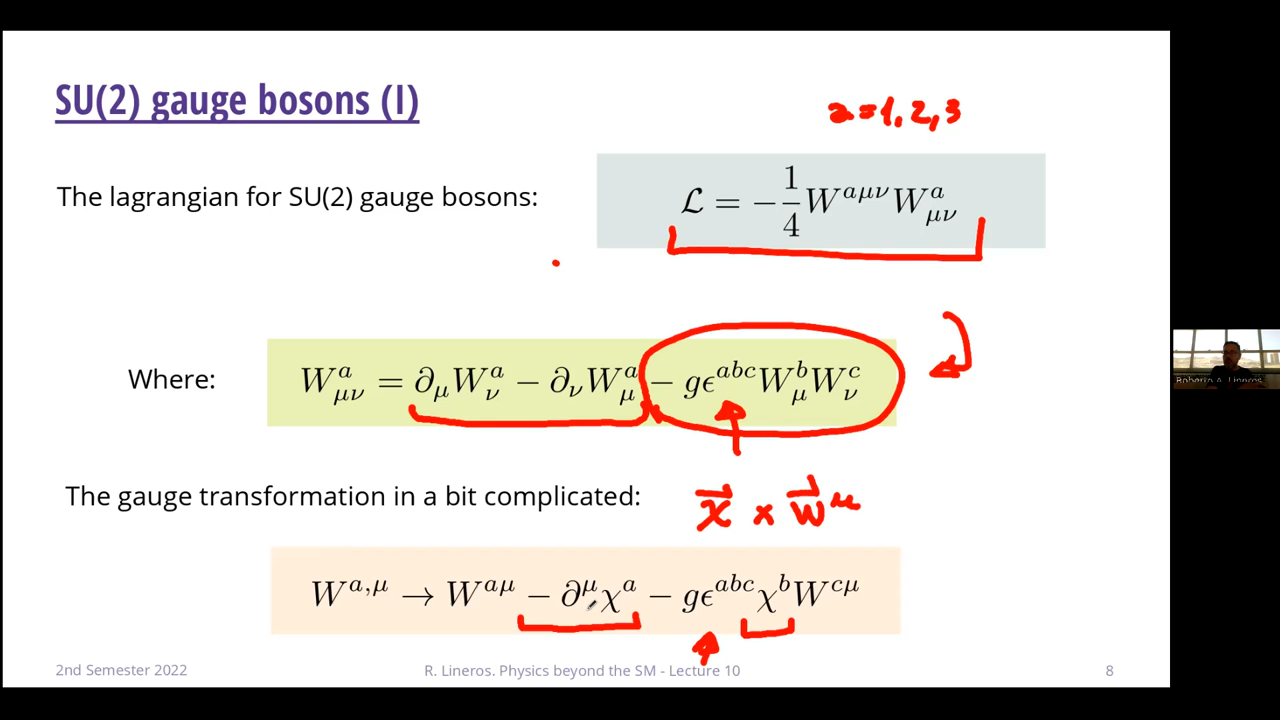 SU(2) gauge bosons (I)
a=1,2,3
The lagrangian for SU(2) gauge bosons:
ℒ = −1/4 W^{aμν} W^a_{μν}
Where:
W^a_{μν} = ∂_μ W^a_ν − ∂_ν W^a_μ − gϵ^{abc} W^b_μ W^c_ν
The gauge transformation in a bit complicated:
χ⃗ × W⃗^μ
W^{a,μ} → W^{aμ} − ∂^μ χ^a − gϵ^{abc} χ^b W^{cμ}
2nd Semester 2022
R. Lineros. Physics beyond the SM - Lecture 10
8
Roberto A. Lineros